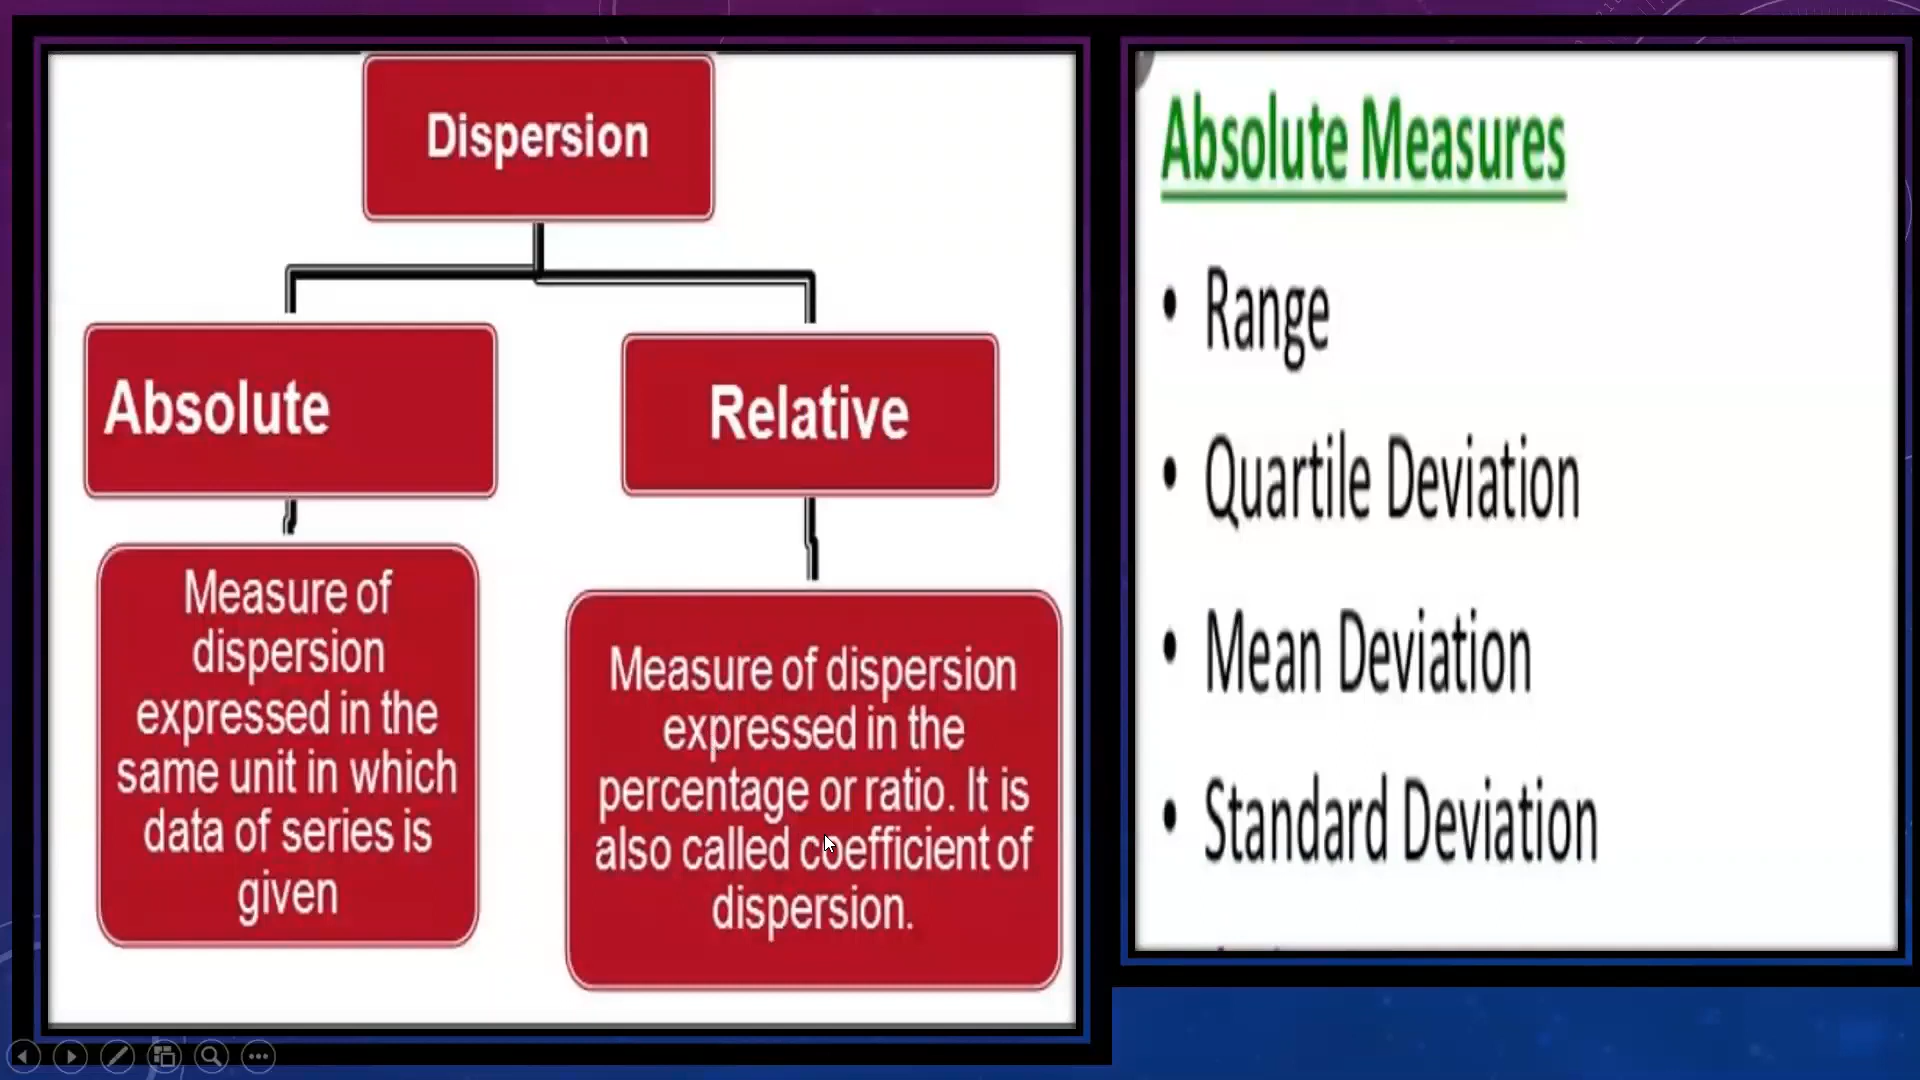 Dispersion
Absolute
Relative
Measure of
dispersion
expressed in the
same unit in which
data of series is
given
Measure of dispersion
expressed in the
percentage or ratio. It is
also called coefficient of
dispersion.
Absolute Measures
• Range
• Quartile Deviation
• Mean Deviation
• Standard Deviation